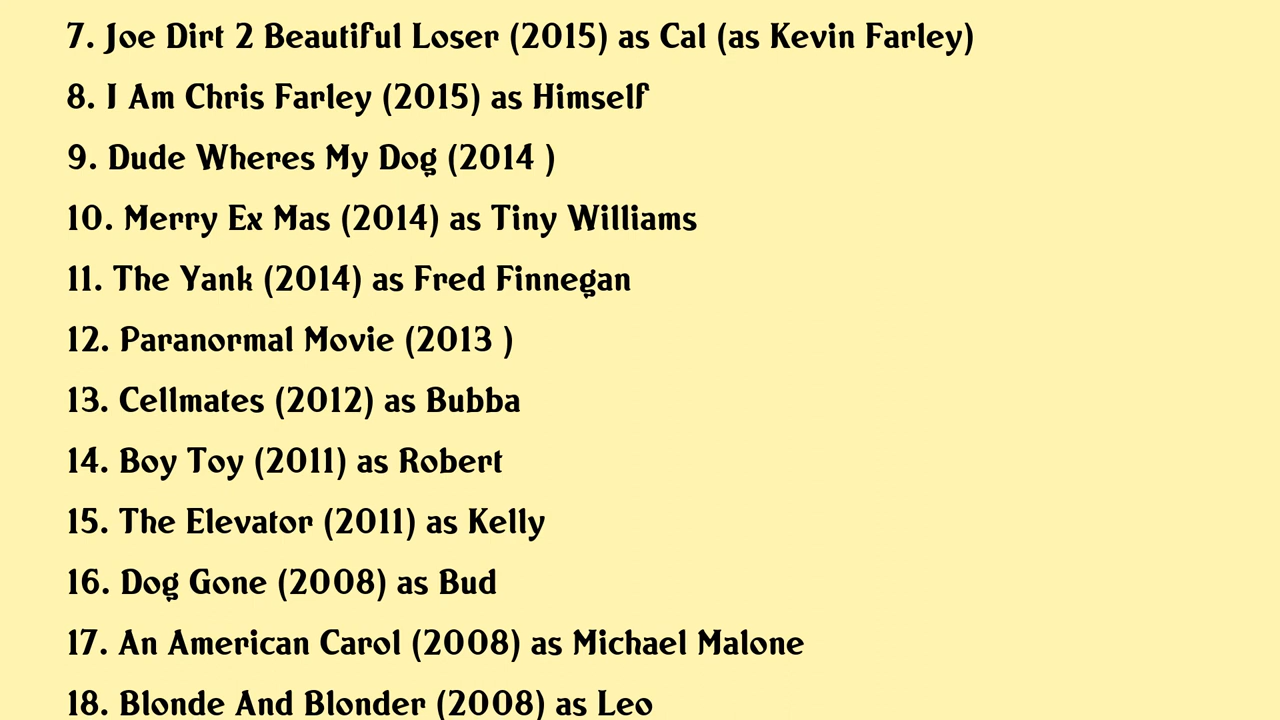 7. Joe Dirt 2 Beautiful Loser (2015) as Cal (as Kevin Farley)
8. I Am Chris Farley (2015) as Himself
9. Dude Wheres My Dog (2014 )
10. Merry Ex Mas (2014) as Tiny Williams
11. The Yank (2014) as Fred Finnegan
12. Paranormal Movie (2013 )
13. Cellmates (2012) as Bubba
14. Boy Toy (2011) as Robert
15. The Elevator (2011) as Kelly
16. Dog Gone (2008) as Bud
17. An American Carol (2008) as Michael Malone
18. Blonde And Blonder (2008) as Leo